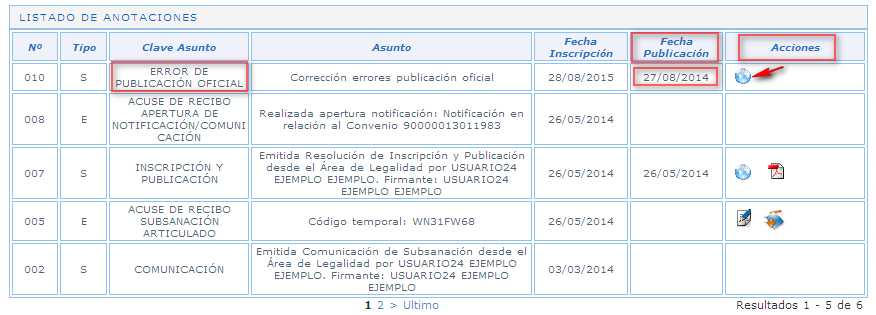 LISTADO DE ANOTACIONES
Nº Tipo Clave Asunto Asunto Fecha Inscripción Fecha Publicación Acciones
010 S ERROR DE PUBLICACIÓN OFICIAL Corrección errores publicación oficial 28/08/2015 27/08/2014
008 E ACUSE DE RECIBO APERTURA DE NOTIFICACIÓN/COMUNICACIÓN Realizada apertura notificación: Notificación en relación al Convenio 90000013011983 26/05/2014
007 S INSCRIPCIÓN Y PUBLICACIÓN Emitida Resolución de Inscripción y Publicación desde el Área de Legalidad por USUARIO24 EJEMPLO EJEMPLO. Firmante: USUARIO24 EJEMPLO EJEMPLO 26/05/2014 26/05/2014
005 E ACUSE DE RECIBO SUBSANACIÓN ARTICULADO Código temporal: WN31FW68 26/05/2014
002 S COMUNICACIÓN Emitida Comunicación de Subsanación desde el Área de Legalidad por USUARIO24 EJEMPLO EJEMPLO. Firmante: USUARIO24 EJEMPLO EJEMPLO 03/03/2014
1 2 > Ultimo Resultados 1 - 5 de 6